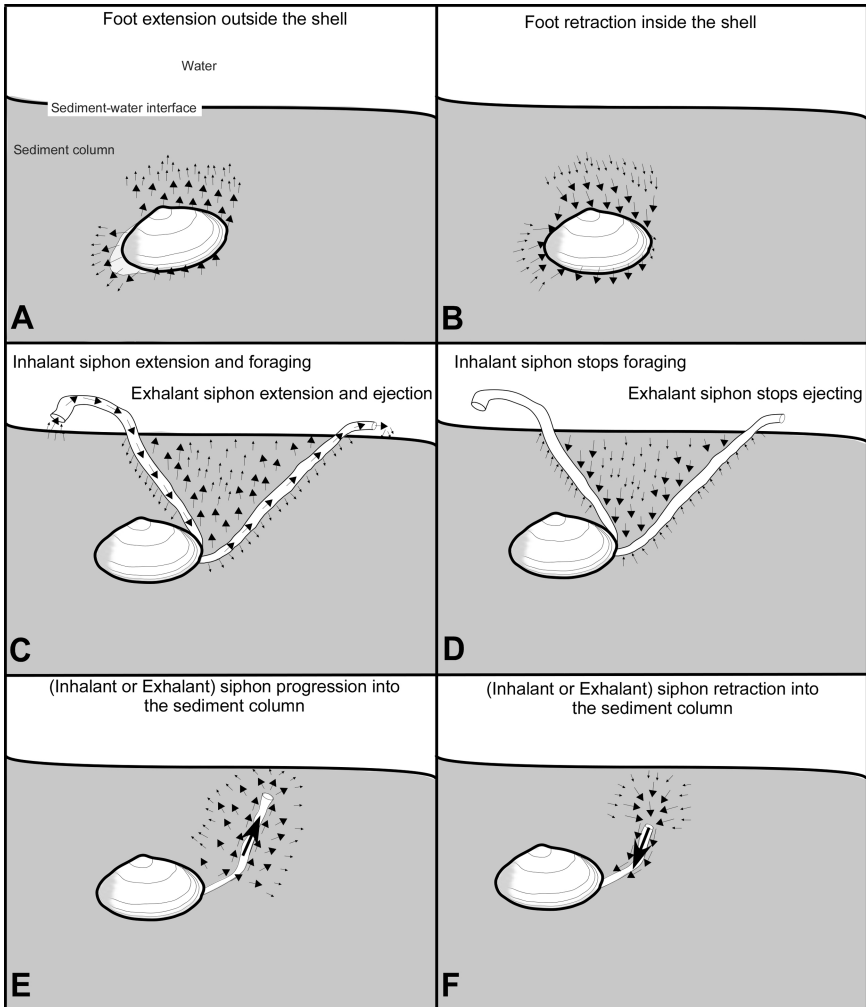 Foot extension outside the shell
Water
Sediment-water interface
Sediment column
A
Foot retraction inside the shell
B
Inhalant siphon extension and foraging
Exhalant siphon extension and ejection
C
Inhalant siphon stops foraging
Exhalant siphon stops ejecting
D
(Inhalant or Exhalant) siphon progression into
the sediment column
E
(Inhalant or Exhalant) siphon retraction into
the sediment column
F